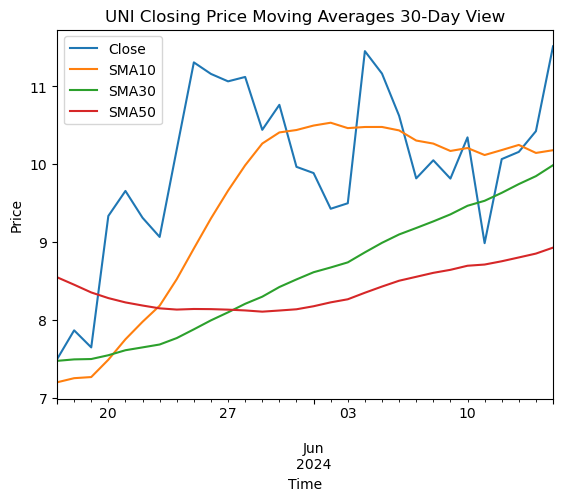 UNI Closing Price Moving Averages 30-Day View
Close
SMA10
SMA30
SMA50
Price
11
10
9
8
7
20
27
03
10
Jun
2024
Time